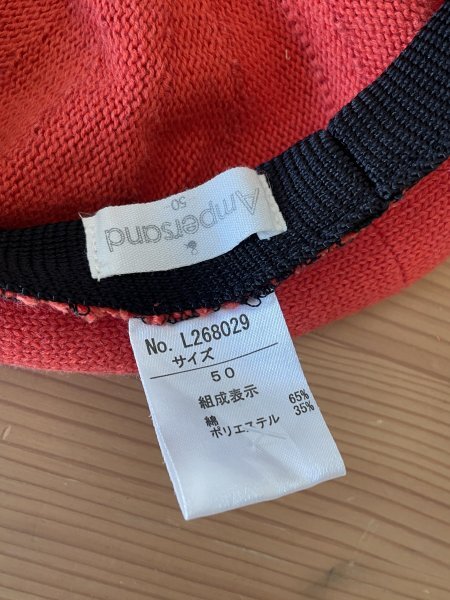 Ampersand
50
No. L268029
サイズ
50
組成表示
綿 65%
ポリエステル 35%